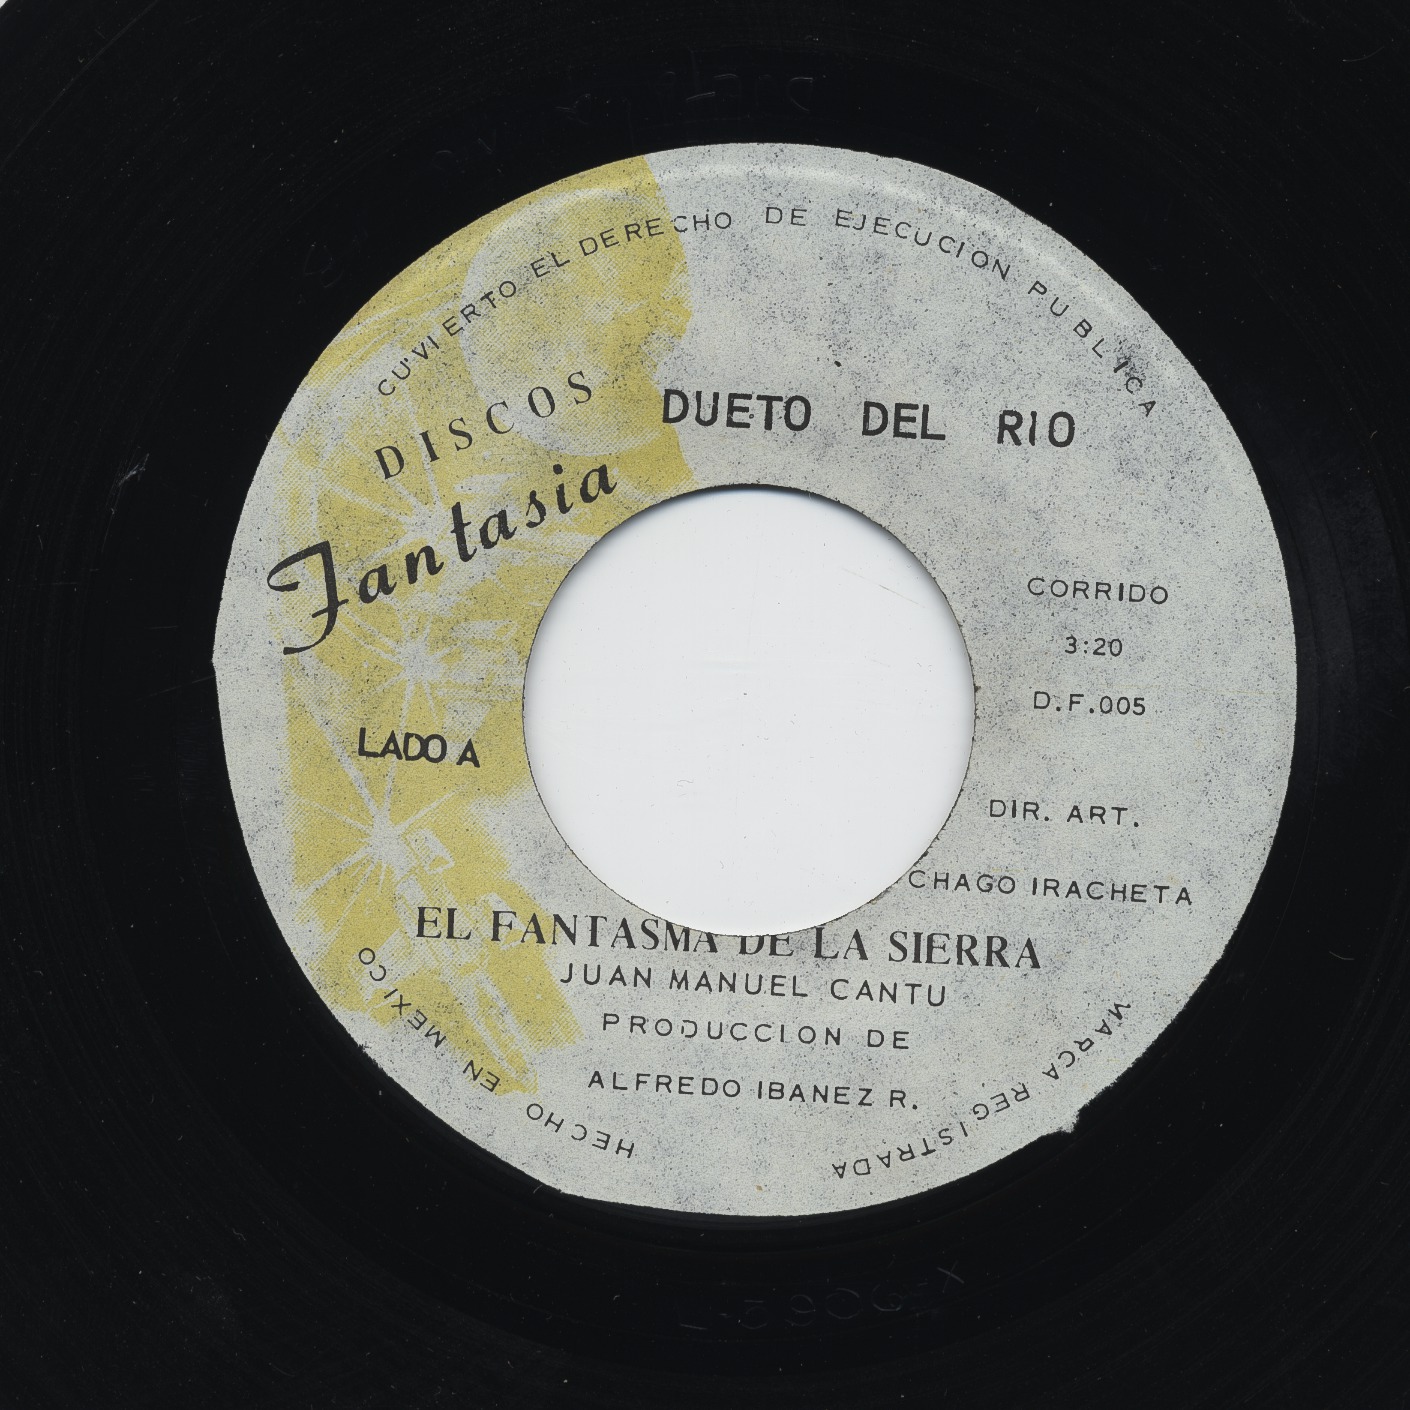 CUVIERTO EL DERECHO DE EJECUCION PUBLICA
DISCOS
Fantasia
DUETO DEL RIO
CORRIDO
3:20
D.F.005
LADO A
DIR. ART.
CHAGO IRACHETA
EL FANTASMA DE LA SIERRA
JUAN MANUEL CANTU
PRODUCCION DE
ALFREDO IBANEZ R.
HECHO EN MEXICO
MARCA REGISTRADA